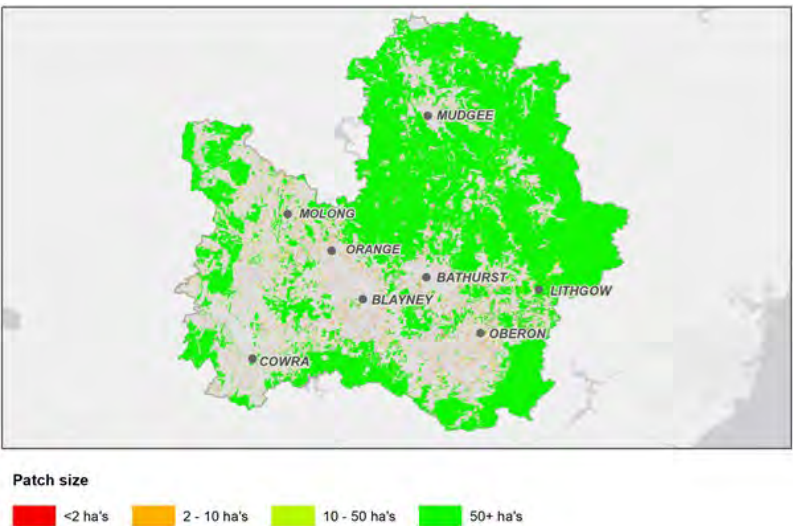 MUDGEE
MOLONG
ORANGE
BATHURST
LITHGOW
BLAYNEY
OBERON
COWRA
Patch size
<2 ha's 2 - 10 ha's 10 - 50 ha's 50+ ha's